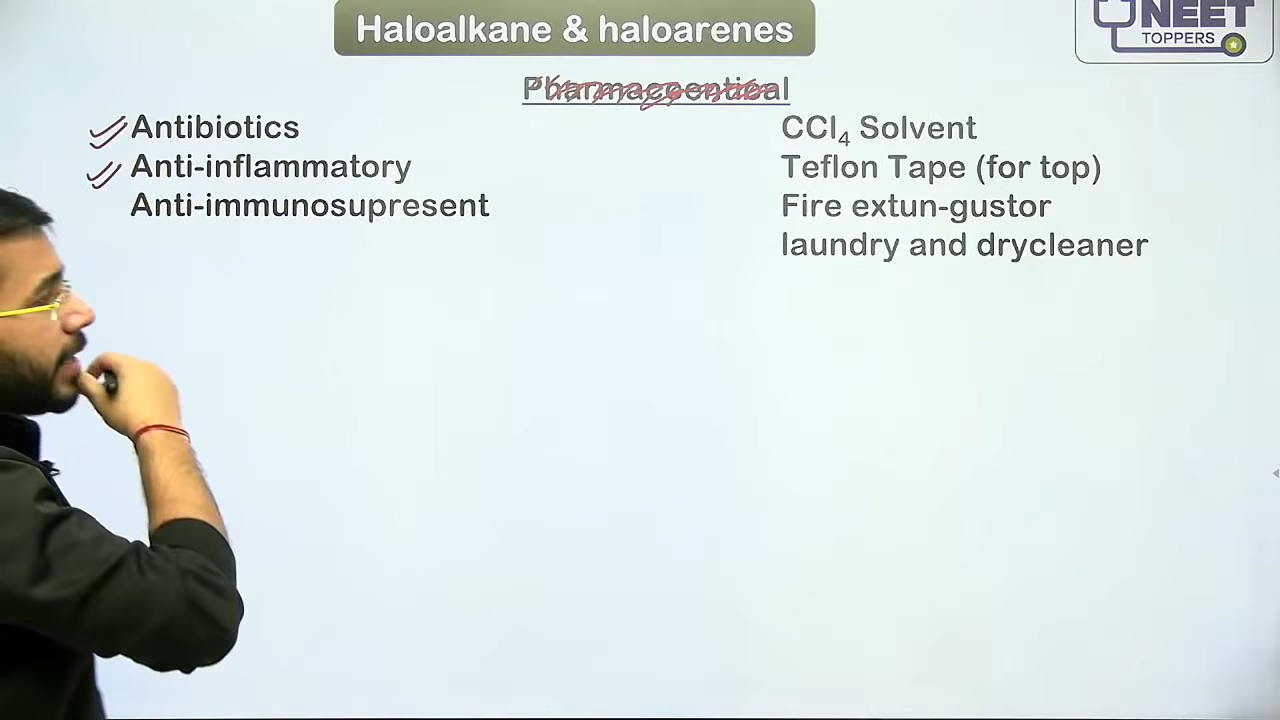 Haloalkane & haloarenes
NEET
TOPPERS
Pharmaceontical
Antibiotics
Anti-inflammatory
Anti-immunosupresent
CCl₄ Solvent
Teflon Tape (for top)
Fire extun-gustor
laundry and drycleaner